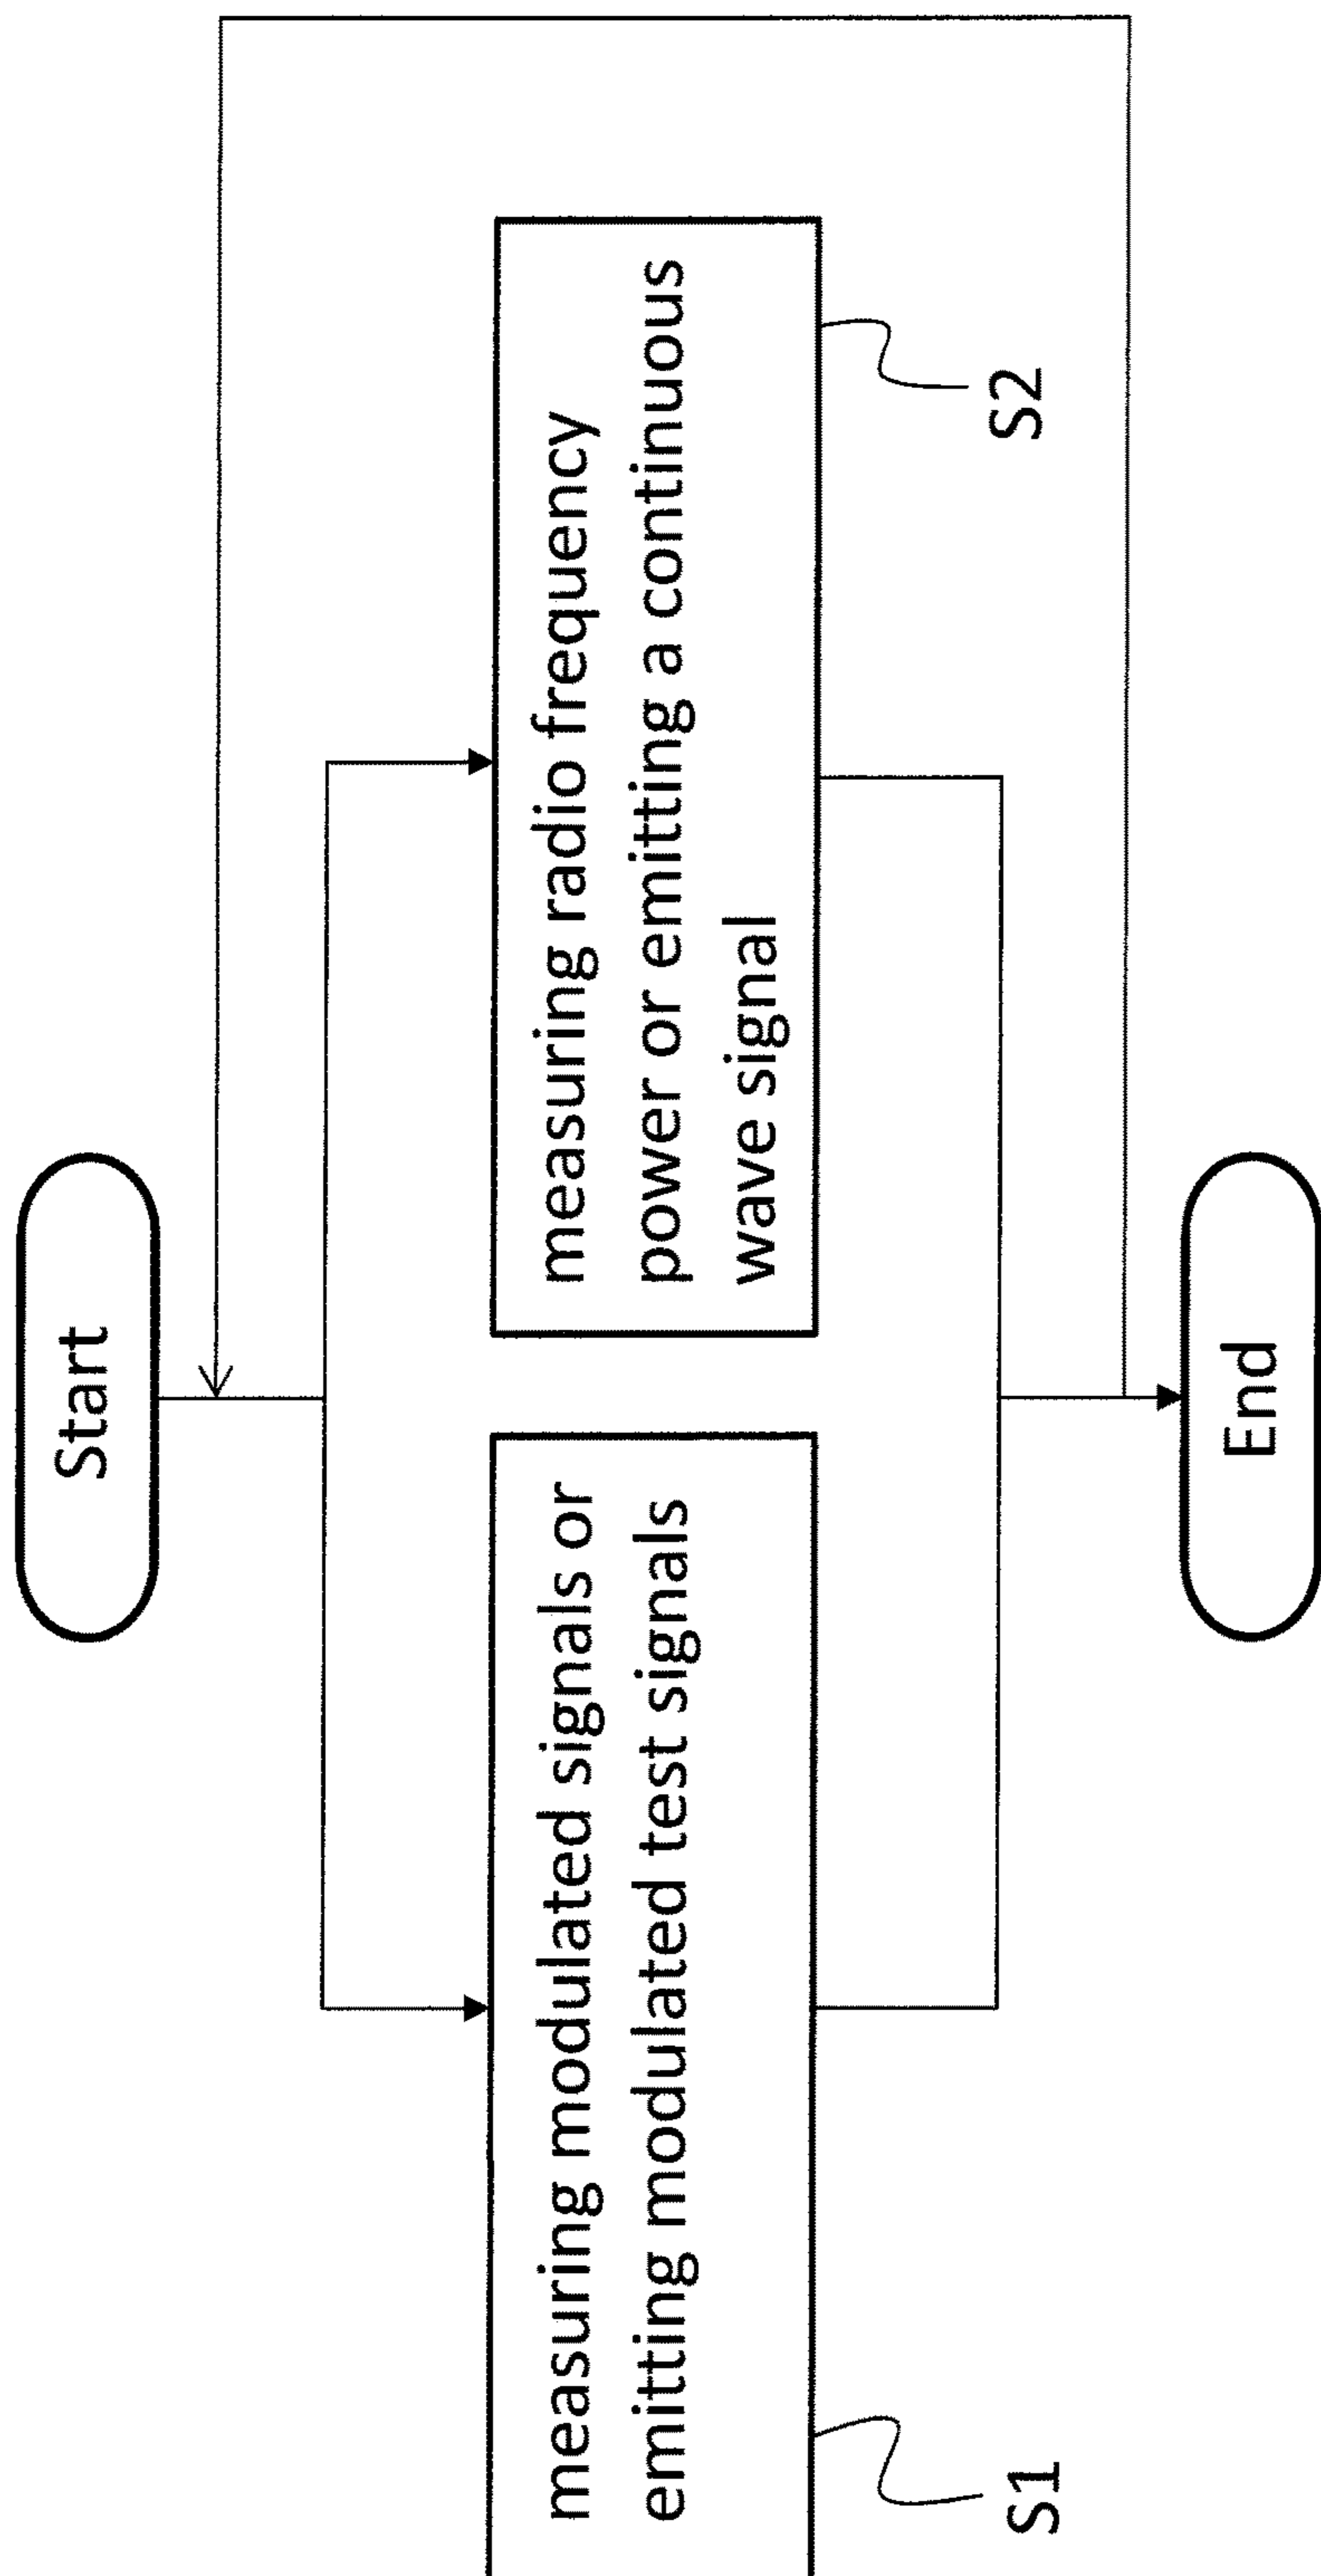 Start
measuring modulated signals or
emitting modulated test signals
S1
measuring radio frequency
power or emitting a continuous
wave signal
S2
End